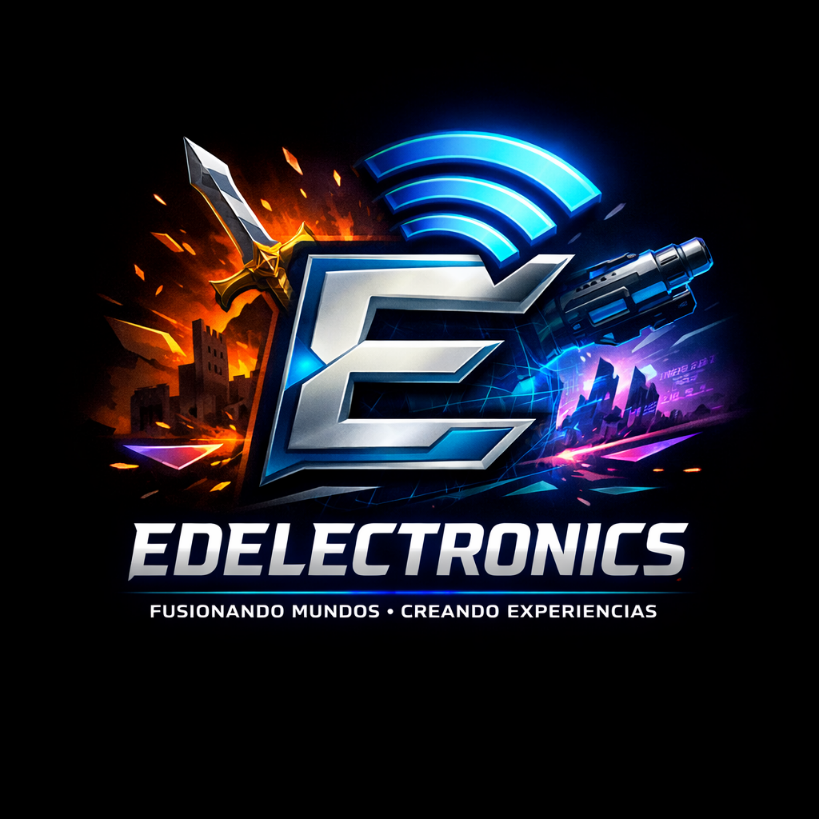 E
EDELECTRONICS
FUSIONANDO MUNDOS • CREANDO EXPERIENCIAS